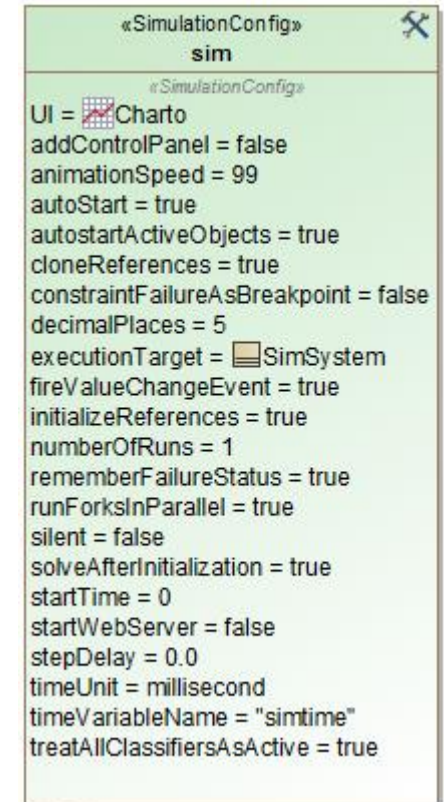 «SimulationConfig»
sim
«SimulationConfig»
UI = Charto
addControlPanel = false
animationSpeed = 99
autoStart = true
autostartActiveObjects = true
cloneReferences = true
constraintFailureAsBreakpoint = false
decimalPlaces = 5
executionTarget = SimSystem
fireValueChangeEvent = true
initializeReferences = true
numberOfRuns = 1
rememberFailureStatus = true
runForksInParallel = true
silent = false
solveAfterInitialization = true
startTime = 0
startWebServer = false
stepDelay = 0.0
timeUnit = millisecond
timeVariableName = "simtime"
treatAllClassifiersAsActive = true